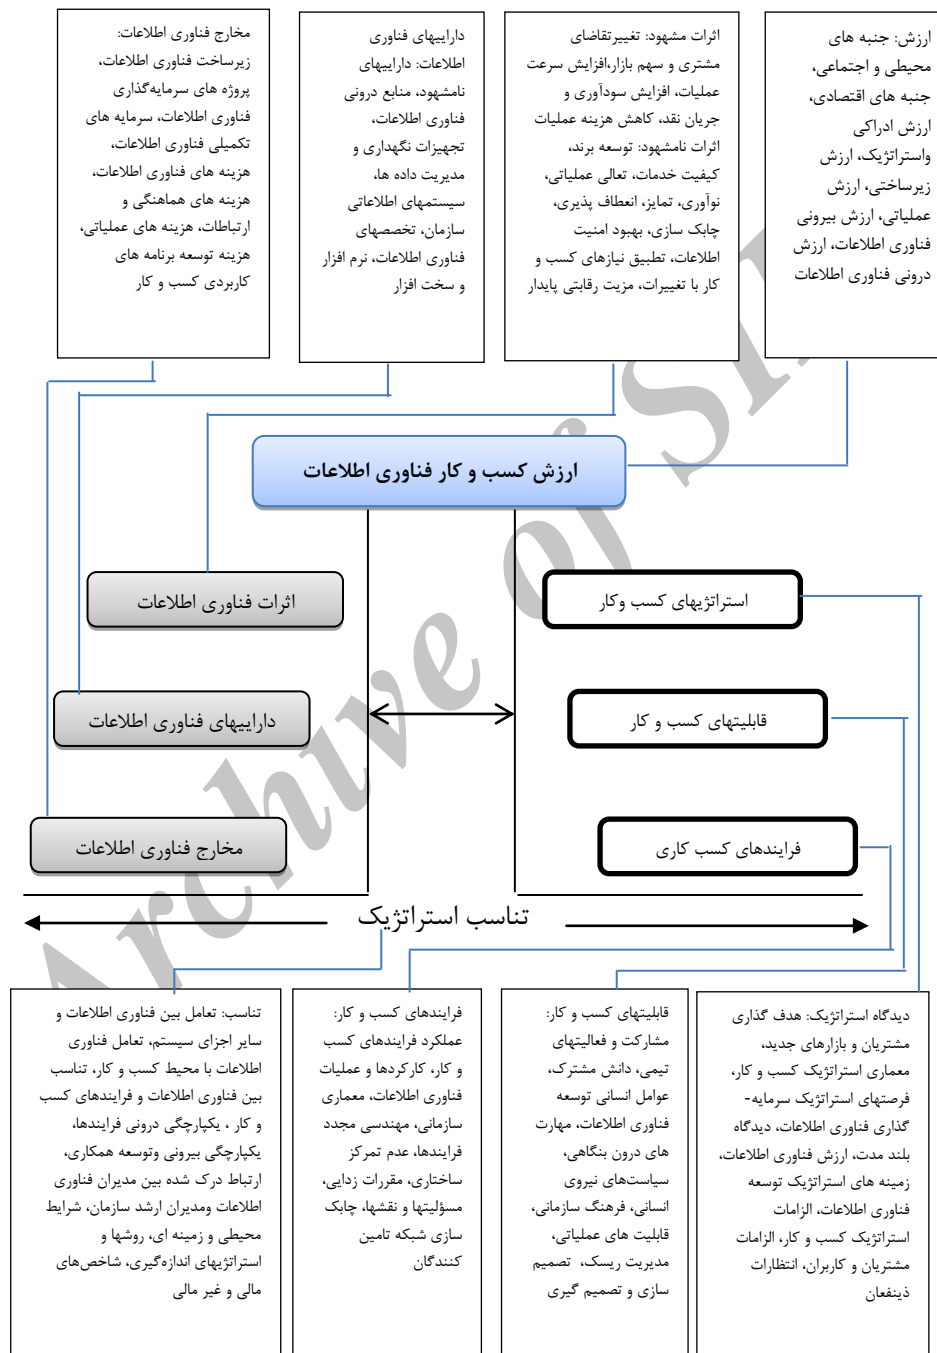 ارزش: جنبه های
محیطی و اجتماعی،
جنبه های اقتصادی،
ارزش ادراکی
واستراتژیک، ارزش
زیرساختی، ارزش
عملیاتی، ارزش بیرونی
فناوری اطلاعات، ارزش
درونی فناوری اطلاعات
اثرات مشهود: تغییرتقاضای
مشتری و سهم بازار،افزایش سرعت
عملیات، افزایش سودآوری و
جریان نقد، کاهش هزینه عملیات
اثرات نامشهود: توسعه برند،
کیفیت خدمات، تعالی عملیاتی،
نوآوری، تمایز، انعطاف پذیری،
چابک سازی، بهبود امنیت
اطلاعات، تطبیق نیازهای کسب و
کار با تغییرات، مزیت رقابتی پایدار
داراییهای فناوری
اطلاعات: داراییهای
نامشهود، منابع درونی
فناوری اطلاعات،
تجهیزات نگهداری و
مدیریت داده ها،
سیستمهای اطلاعاتی
سازمان، تخصصهای
فناوری اطلاعات، نرم افزار
و سخت افزار
مخارج فناوری اطلاعات:
زیرساخت فناوری اطلاعات،
پروژه های سرمایه‌گذاری
فناوری اطلاعات، سرمایه های
تکمیلی فناوری اطلاعات،
هزینه های فناوری اطلاعات،
هزینه های هماهنگی و
ارتباطات، هزینه های عملیاتی،
هزینه توسعه برنامه های
کاربردی کسب و کار
ارزش کسب و کار فناوری اطلاعات
استراتژیهای کسب وکار
اثرات فناوری اطلاعات
قابلیتهای کسب و کار
داراییهای فناوری اطلاعات
فرایندهای کسب کاری
مخارج فناوری اطلاعات
تناسب استراتژیک
دیدگاه استراتژیک: هدف گذاری
مشتریان و بازارهای جدید،
معماری استراتژیک کسب و کار،
فرصتهای استراتژیک سرمایه-
گذاری فناوری اطلاعات، دیدگاه
بلند مدت، ارزش فناوری اطلاعات،
زمینه های استراتژیک توسعه
فناوری اطلاعات، الزامات
استراتژیک کسب و کار، الزامات
مشتریان و کاربران، انتظارات
ذینفعان
قابلیتهای کسب و کار:
مشارکت و فعالیتهای
تیمی، دانش مشترک،
عوامل انسانی توسعه
فناوری اطلاعات، مهارت
های درون بنگاهی،
سیاست‌های نیروی
انسانی، فرهنگ سازمانی،
قابلیت های عملیاتی،
مدیریت ریسک، تصمیم
سازی و تصمیم گیری
فرایندهای کسب و کار:
عملکرد فرایندهای کسب
و کار، کارکردها و عملیات
فناوری اطلاعات، معماری
سازمانی، مهندسی مجدد
فرایندها، عدم تمرکز
ساختاری، مقررات زدایی،
مسؤلیتها و نقشها، چابک
سازی شبکه تامین
کنندگان
تناسب: تعامل بین فناوری اطلاعات و
سایر اجزای سیستم، تعامل فناوری
اطلاعات با محیط کسب و کار، تناسب
بین فناوری اطلاعات و فرایندهای کسب
و کار ، یکپارچگی درونی فرایندها،
یکپارچگی بیرونی وتوسعه همکاری،
ارتباط درک شده بین مدیران فناوری
اطلاعات ومدیران ارشد سازمان، شرایط
محیطی و زمینه ای، روشها و
استراتژیهای اندازه‌گیری، شاخص‌های
مالی و غیر مالی
Archive of SI